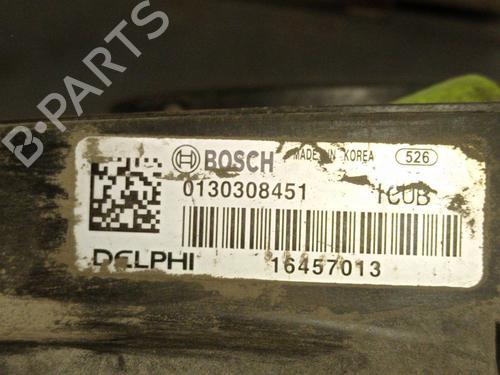 B-PARTS
BOSCH MADE IN KOREA 526
0130308451 1CUB
DELPHI 16457013